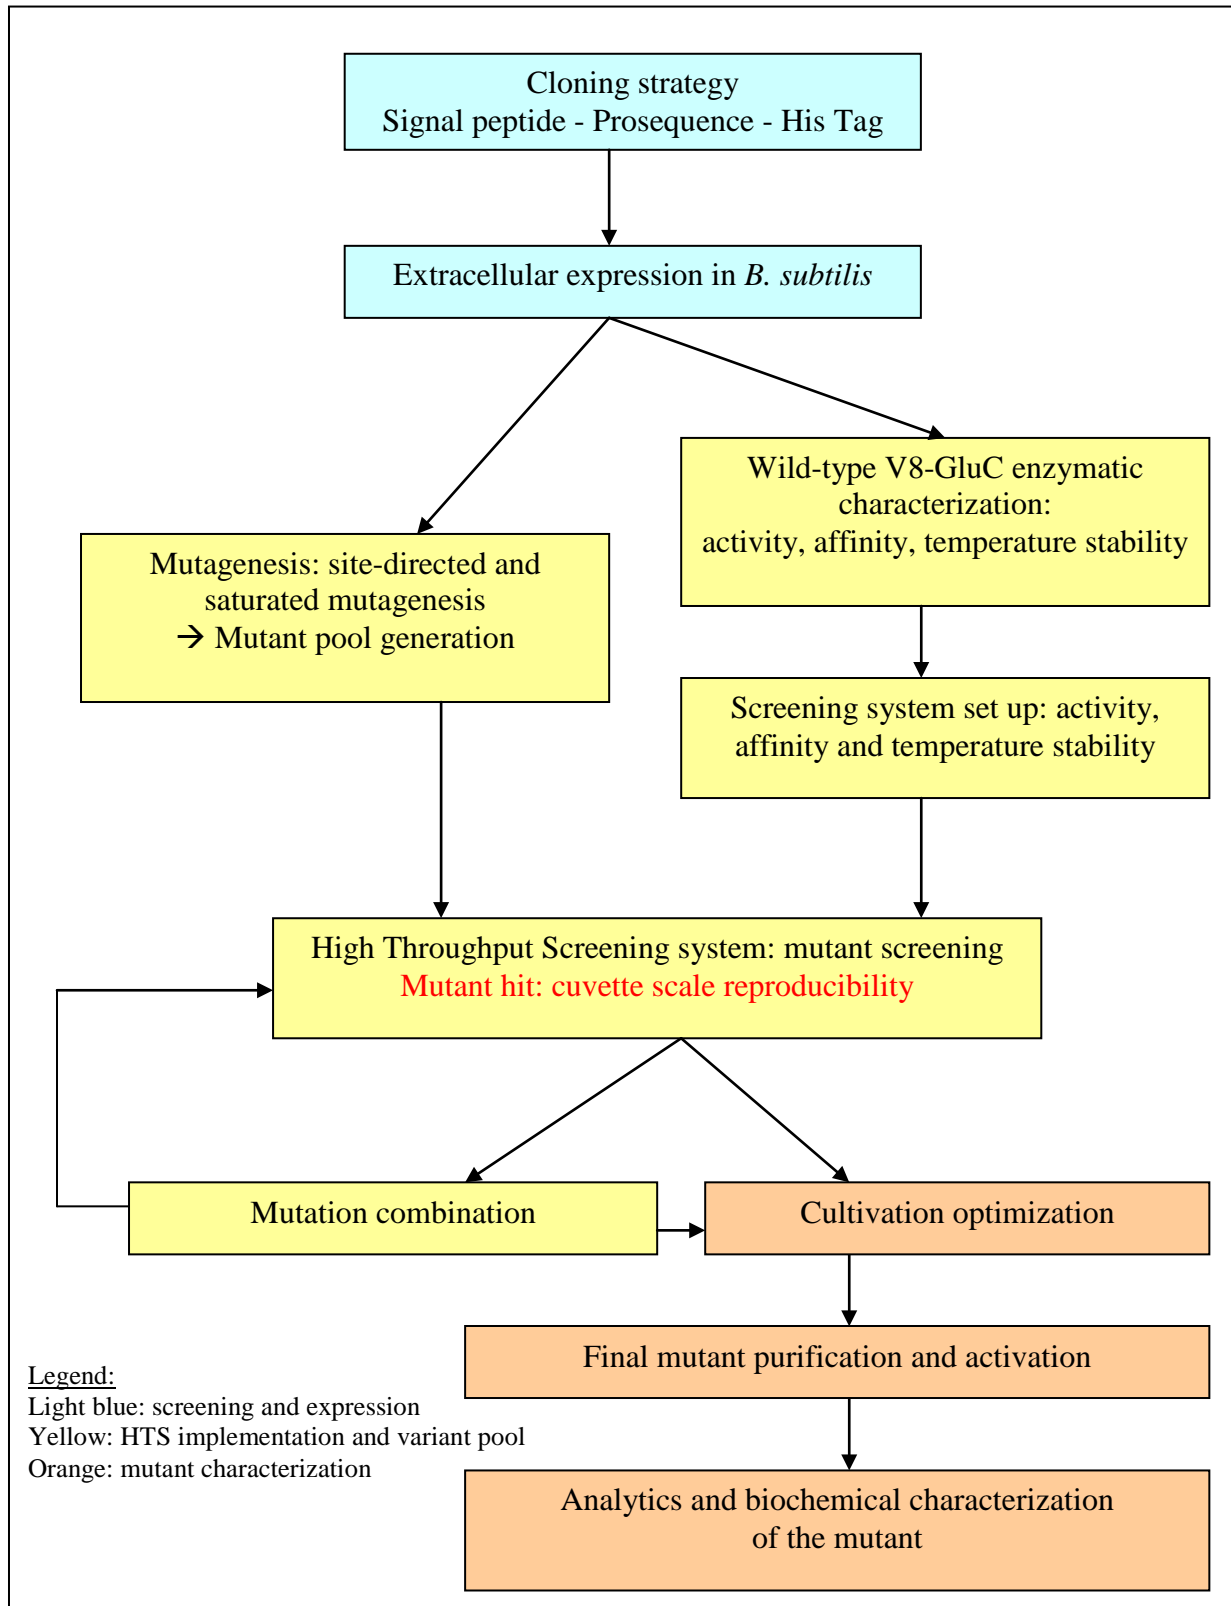 Cloning strategy
Signal peptide - Prosequence - His Tag
Extracellular expression in B. subtilis
Wild-type V8-GluC enzymatic
characterization:
activity, affinity, temperature stability
Mutagenesis: site-directed and
saturated mutagenesis
→ Mutant pool generation
Screening system set up: activity,
affinity and temperature stability
High Throughput Screening system: mutant screening
Mutant hit: cuvette scale reproducibility
Mutation combination
Cultivation optimization
Final mutant purification and activation
Legend:
Light blue: screening and expression
Yellow: HTS implementation and variant pool
Orange: mutant characterization
Analytics and biochemical characterization
of the mutant